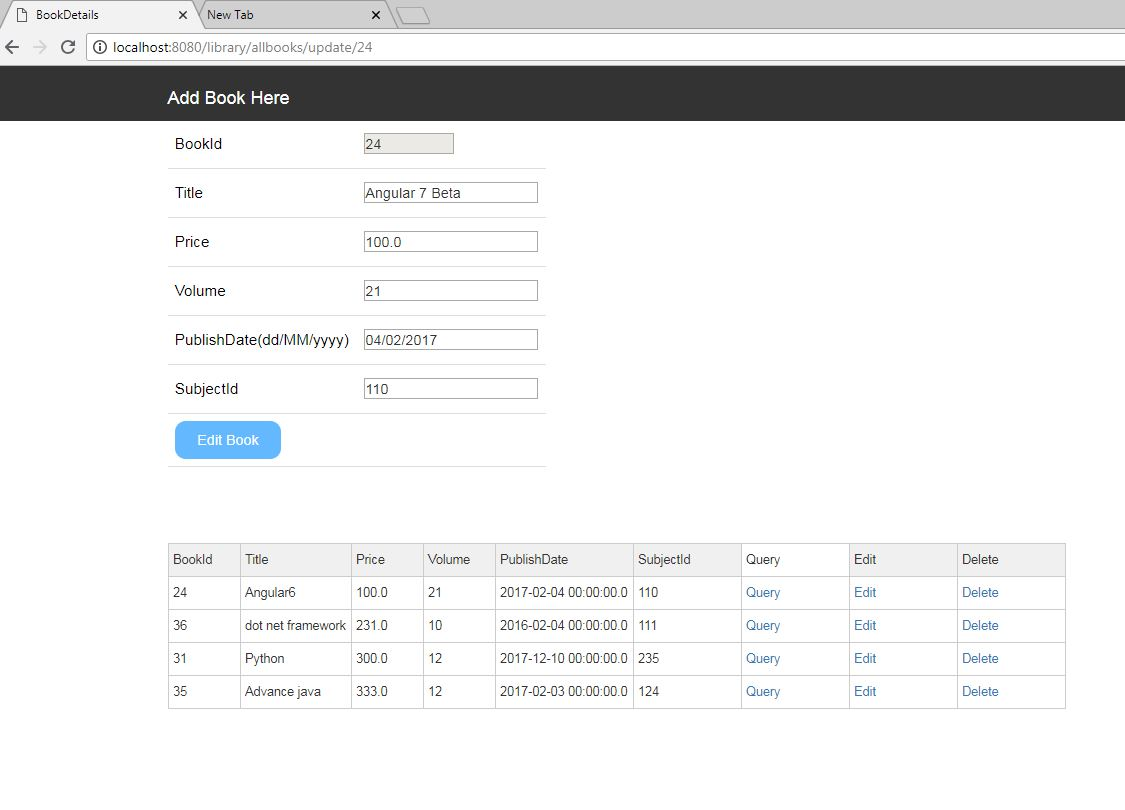 BookDetails New Tab
localhost:8080/library/allbooks/update/24
Add Book Here
BookId 24
Title Angular 7 Beta
Price 100.0
Volume 21
PublishDate(dd/MM/yyyy) 04/02/2017
SubjectId 110
Edit Book
BookId Title Price Volume PublishDate SubjectId Query Edit Delete
24 Angular6 100.0 21 2017-02-04 00:00:00.0 110 Query Edit Delete
36 dot net framework 231.0 10 2016-02-04 00:00:00.0 111 Query Edit Delete
31 Python 300.0 12 2017-12-10 00:00:00.0 235 Query Edit Delete
35 Advance java 333.0 12 2017-02-03 00:00:00.0 124 Query Edit Delete